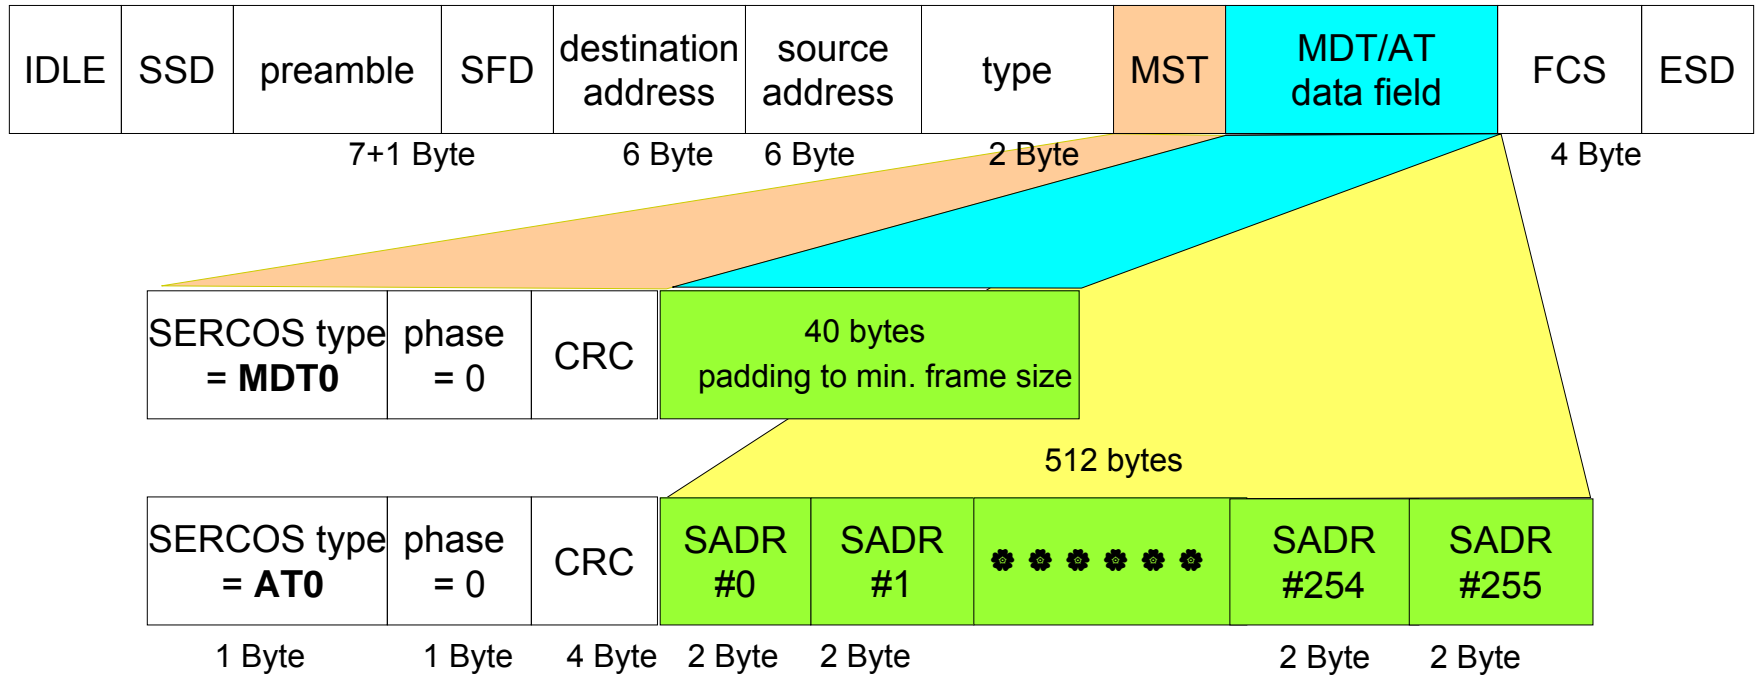 IDLE
SSD
preamble
SFD
destination
address
source
address
type
MST
MDT/AT
data field
FCS
ESD
7+1 Byte
6 Byte
6 Byte
2 Byte
4 Byte
SERCOS type
= MDT0
phase
= 0
CRC
40 bytes
padding to min. frame size
512 bytes
SERCOS type
= AT0
phase
= 0
CRC
SADR
#0
SADR
#1
SADR
#254
SADR
#255
1 Byte
1 Byte
4 Byte
2 Byte
2 Byte
2 Byte
2 Byte